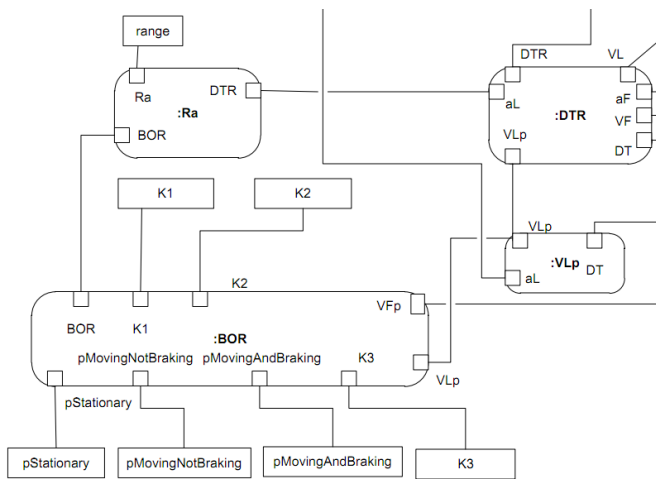 range
DTR
VL
Ra
DTR
:Ra
aL
aF
:DTR
VF
BOR
VLp
DT
K1
K2
VLp
:VLp
aL
DT
K2
VFp
BOR
K1
:BOR
pMovingNotBraking
pMovingAndBraking
K3
VLp
pStationary
pStationary
pMovingNotBraking
pMovingAndBraking
K3